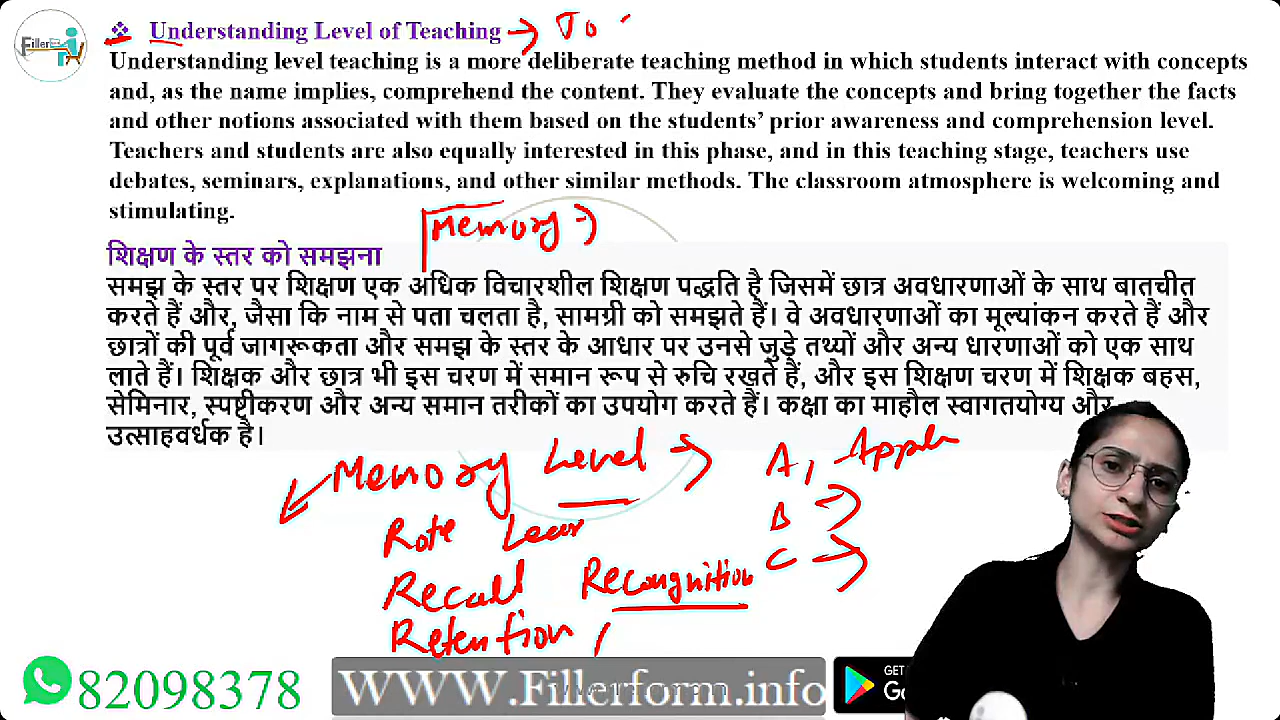 Fillerform
❖ Understanding Level of Teaching → To
Understanding level teaching is a more deliberate teaching method in which students interact with concepts
and, as the name implies, comprehend the content. They evaluate the concepts and bring together the facts
and other notions associated with them based on the students’ prior awareness and comprehension level.
Teachers and students are also equally interested in this phase, and in this teaching stage, teachers use
debates, seminars, explanations, and other similar methods. The classroom atmosphere is welcoming and
stimulating.
Memory →
शिक्षण के स्तर को समझना
समझ के स्तर पर शिक्षण एक अधिक विचारशील शिक्षण पद्धति है जिसमें छात्र अवधारणाओं के साथ बातचीत
करते हैं और, जैसा कि नाम से पता चलता है, सामग्री को समझते हैं। वे अवधारणाओं का मूल्यांकन करते हैं और
छात्रों की पूर्व जागरूकता और समझ के स्तर के आधार पर उनसे जुड़े तथ्यों और अन्य धारणाओं को एक साथ
लाते हैं। शिक्षक और छात्र भी इस चरण में समान रूप से रुचि रखते हैं, और इस शिक्षण चरण में शिक्षक बहस,
सेमिनार, स्पष्टीकरण और अन्य समान तरीकों का उपयोग करते हैं। कक्षा का माहौल स्वागतयोग्य और
उत्साहवर्धक है।
Memory Level → A, Apple
Rote Lear B →
Recall Recongnition C →
Retention
82098378 WWW.Fillerform.info GET